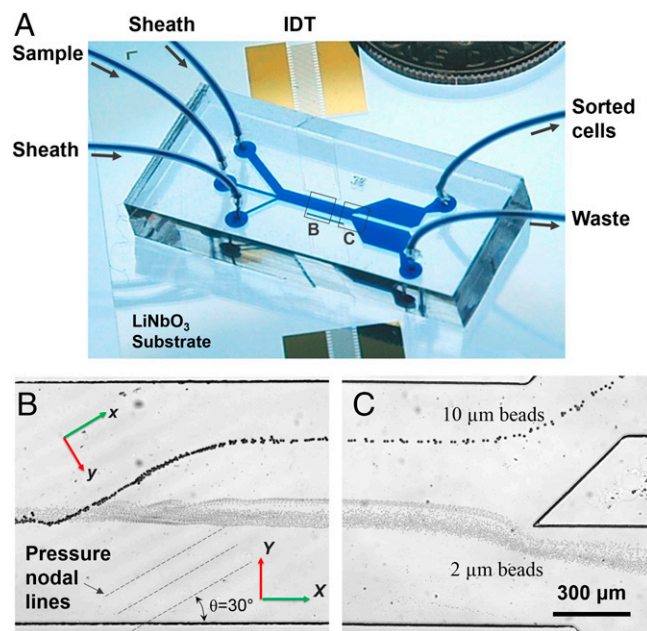 A
Sheath
IDT
Sample
Sheath
Sorted
cells
Waste
B
C
LiNbO₃
Substrate
B
x
y
Pressure
nodal
lines
Y
X
θ=30°
C
10 μm beads
2 μm beads
300 μm